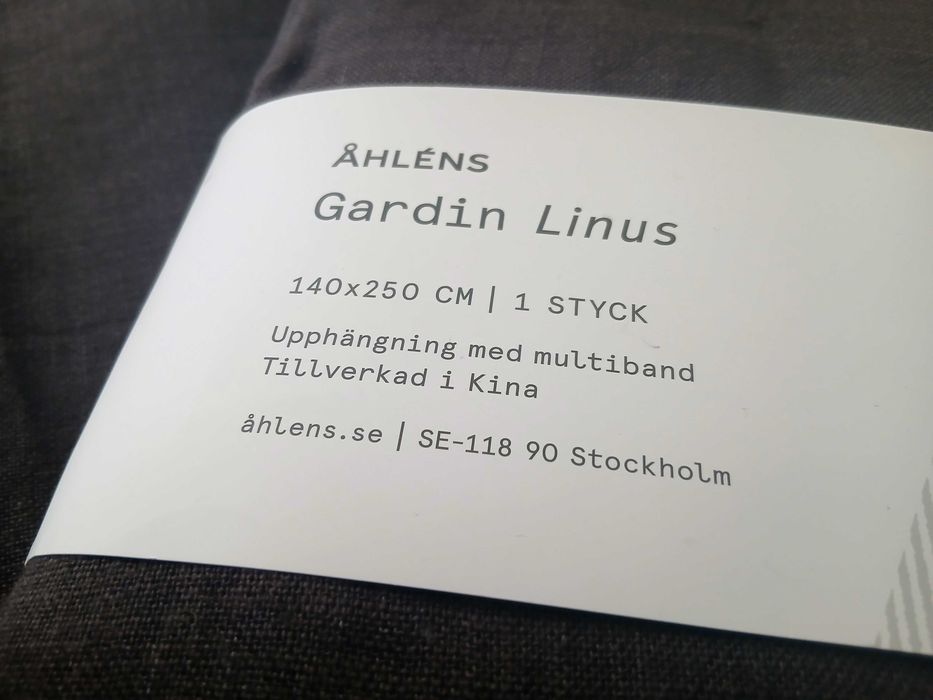 ÅHLÉNS
Gardin Linus
140x250 CM | 1 STYCK
Upphängning med multiband
Tillverkad i Kina
åhlens.se | SE-118 90 Stockholm